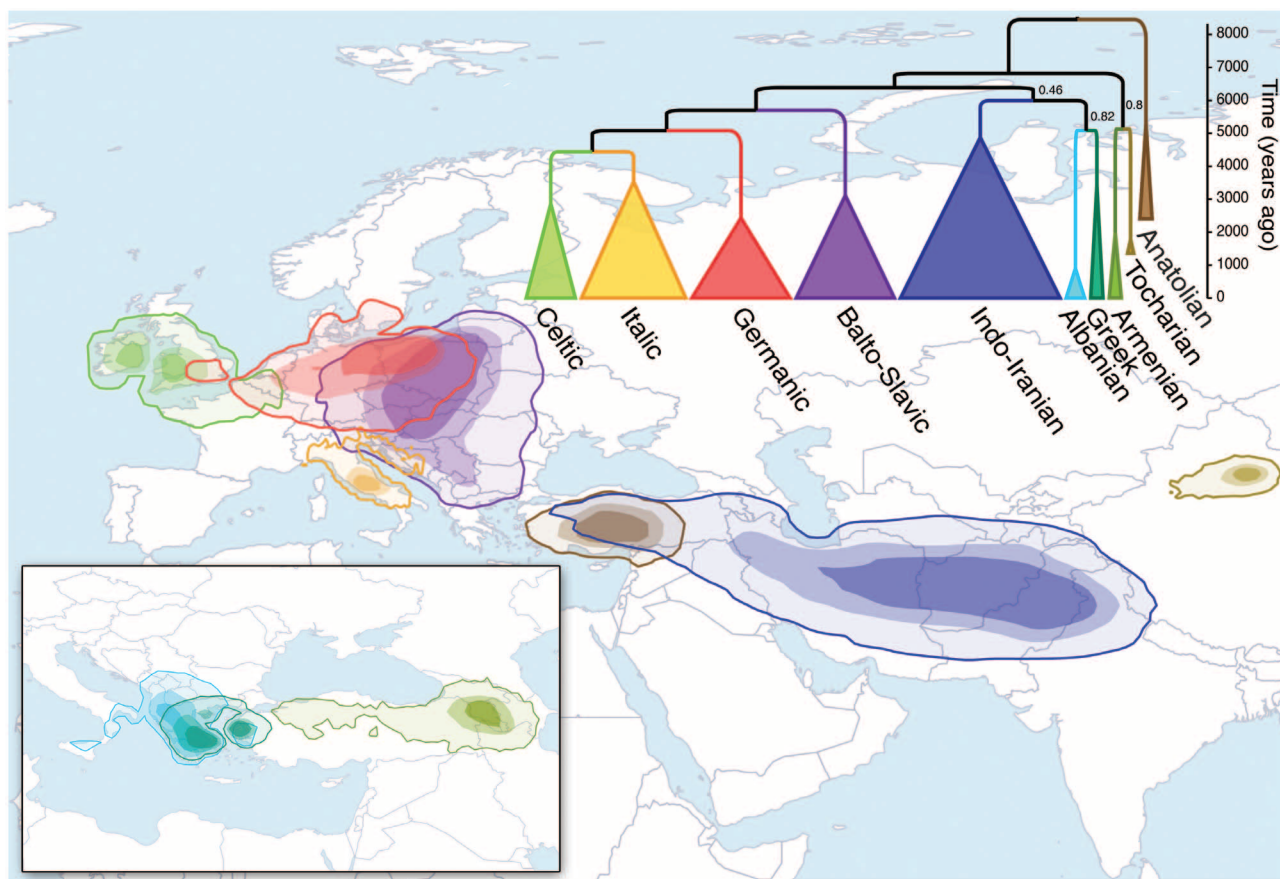 8000
7000
6000
5000
4000
3000
2000
1000
0
Time (years ago)
0.46
0.82
0.8
Celtic
Italic
Germanic
Balto-Slavic
Indo-Iranian
Albanian
Greek
Armenian
Tocharian
Anatolian